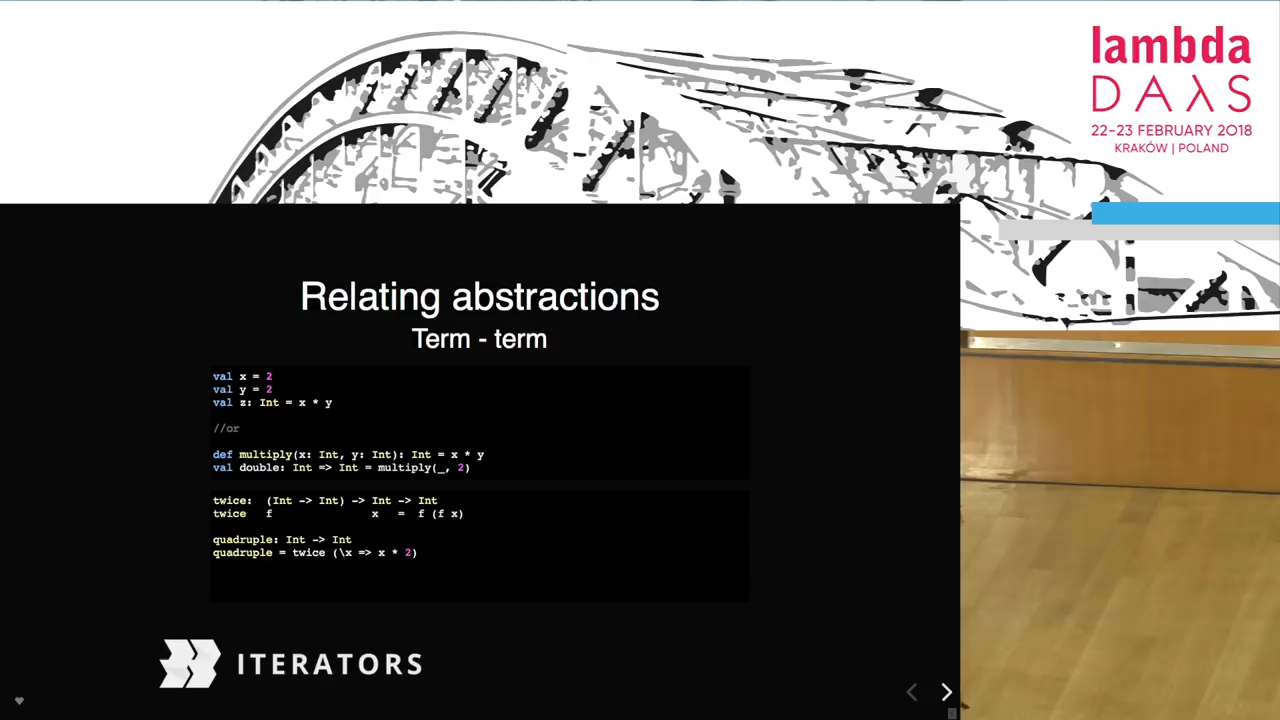 lambda
DAYS
22-23 FEBRUARY 2018
KRAKÓW | POLAND
Relating abstractions
Term - term
val x = 2
val y = 2
val z: Int = x * y
//or
def multiply(x: Int, y: Int): Int = x * y
val double: Int => Int = multiply(_, 2)
twice:  (Int -> Int) -> Int -> Int
twice   f               x   =  f (f x)
quadruple: Int -> Int
quadruple = twice (\x => x * 2)
ITERATORS